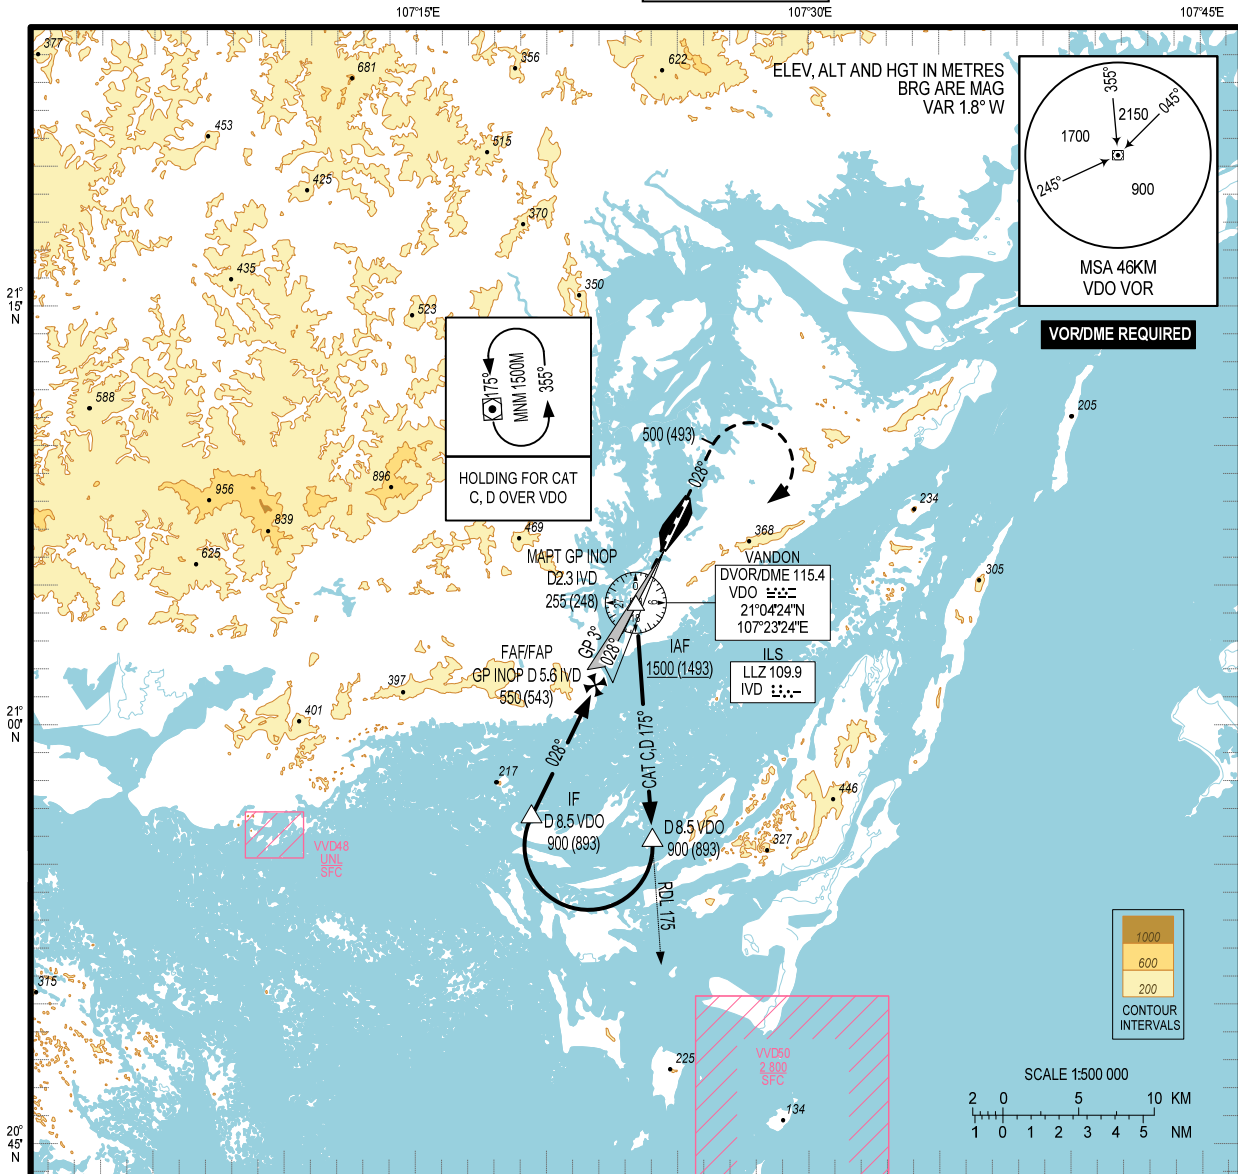 107°15'E
107°30'E
107°45'E
377
681
356
622
453
515
425
370
435
350
523
588
896
956
839
625
469
368
205
234
305
397
401
217
446
327
315
225
134
ELEV, ALT AND HGT IN METRES
BRG ARE MAG
VAR 1.8° W
355°
045°
2150
1700
245°
900
MSA 46KM
VDO VOR
VOR/DME REQUIRED
21°
15'
N
175°
MNM 1500M
355°
HOLDING FOR CAT
C, D OVER VDO
500 (493)
028°
MAPT GP INOP
D2.3 IVD
255 (248)
VANDON
DVOR/DME 115.4
VDO
21°04'24"N
107°23'24"E
ILS
LLZ 109.9
IVD
IAF
1500 (1493)
GP 3°
028°
FAF/FAP
GP INOP D 5.6 IVD
550 (543)
21°
00'
N
028°
CAT C,D 175°
IF
D 8.5 VDO
900 (893)
D 8.5 VDO
900 (893)
RDL 175
VVD48
UNL
SFC
VVD50
2 800
SFC
1000
600
200
CONTOUR
INTERVALS
SCALE 1:500 000
2 0 5 10 KM
1 0 1 2 3 4 5 NM
20°
45'
N